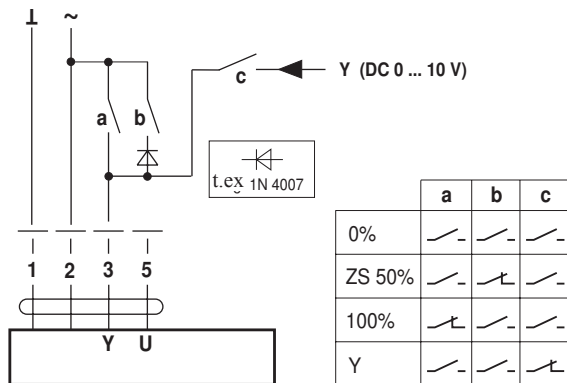 ⊥ ~
c
Y (DC 0 ... 10 V)
a b
t.ex 1N 4007
1 2 3 5
Y U
a b c
0%
ZS 50%
100%
Y